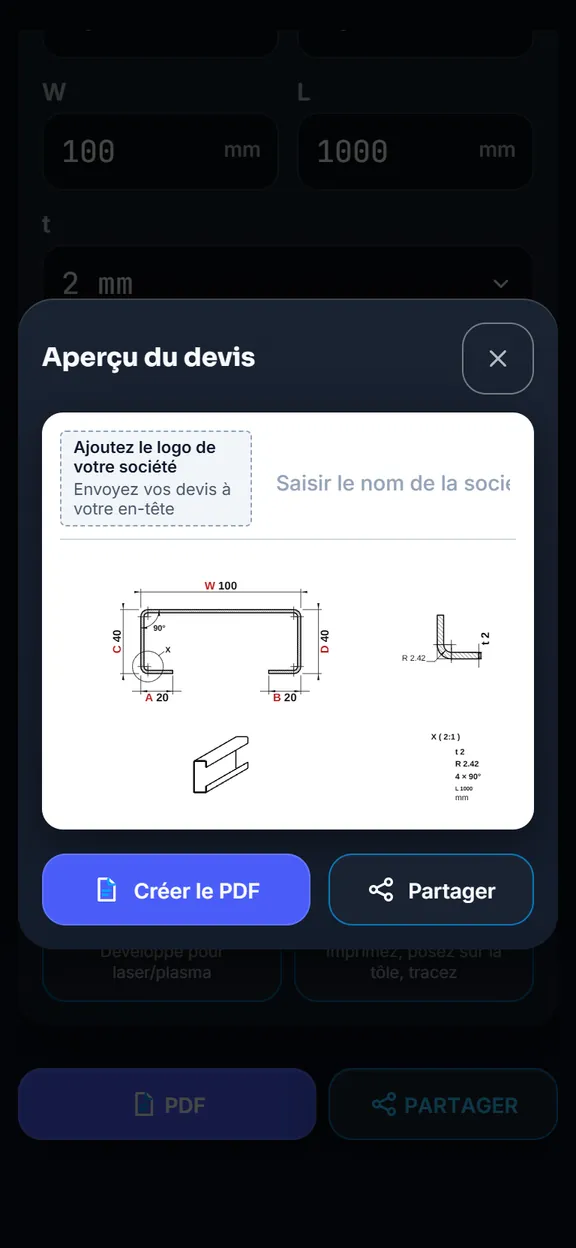 W
L
100 mm
1000 mm
t
2 mm
Aperçu du devis
Ajoutez le logo de
votre société
Envoyez vos devis à
votre en-tête
Saisir le nom de la socié
W 100
90°
C 40
D 40
X
A 20
B 20
t 2
R 2.42
X ( 2:1 )
t 2
R 2.42
4 × 90°
L 1000
mm
Créer le PDF
Partager
Développé pour
laser/plasma
Imprimez, posez sur la
tôle, tracez
PDF
PARTAGER